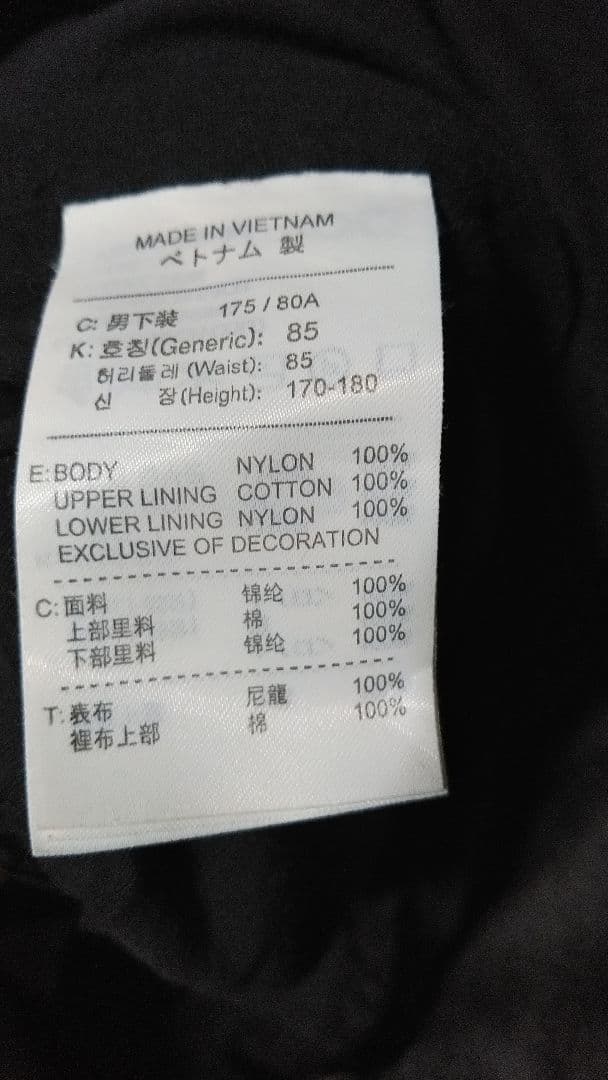 MADE IN VIETNAM
ベトナム 製
C: 男下装 175 / 80A
K: 호칭(Generic): 85
허리둘레 (Waist): 85
신 장(Height): 170-180
E: BODY NYLON 100%
UPPER LINING COTTON 100%
LOWER LINING NYLON 100%
EXCLUSIVE OF DECORATION
C: 面料 锦纶 100%
上部里料 棉 100%
下部里料 锦纶 100%
T: 表布 尼龍 100%
裡布上部 棉 100%